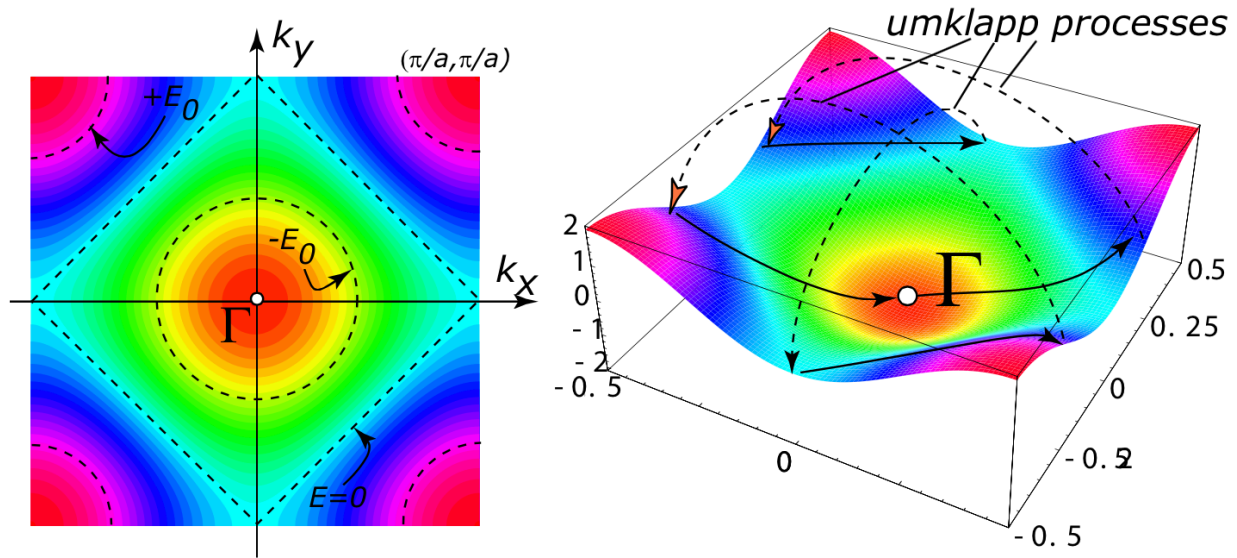 k_y
(π/a,π/a)
+E_0
-E_0
k_x
Γ
E=0
umklapp processes
Γ
2
1
0
- 1
- 2
- 0. 5
0
- 0. 5
0. 5
0. 25
0
- 0. 5
2